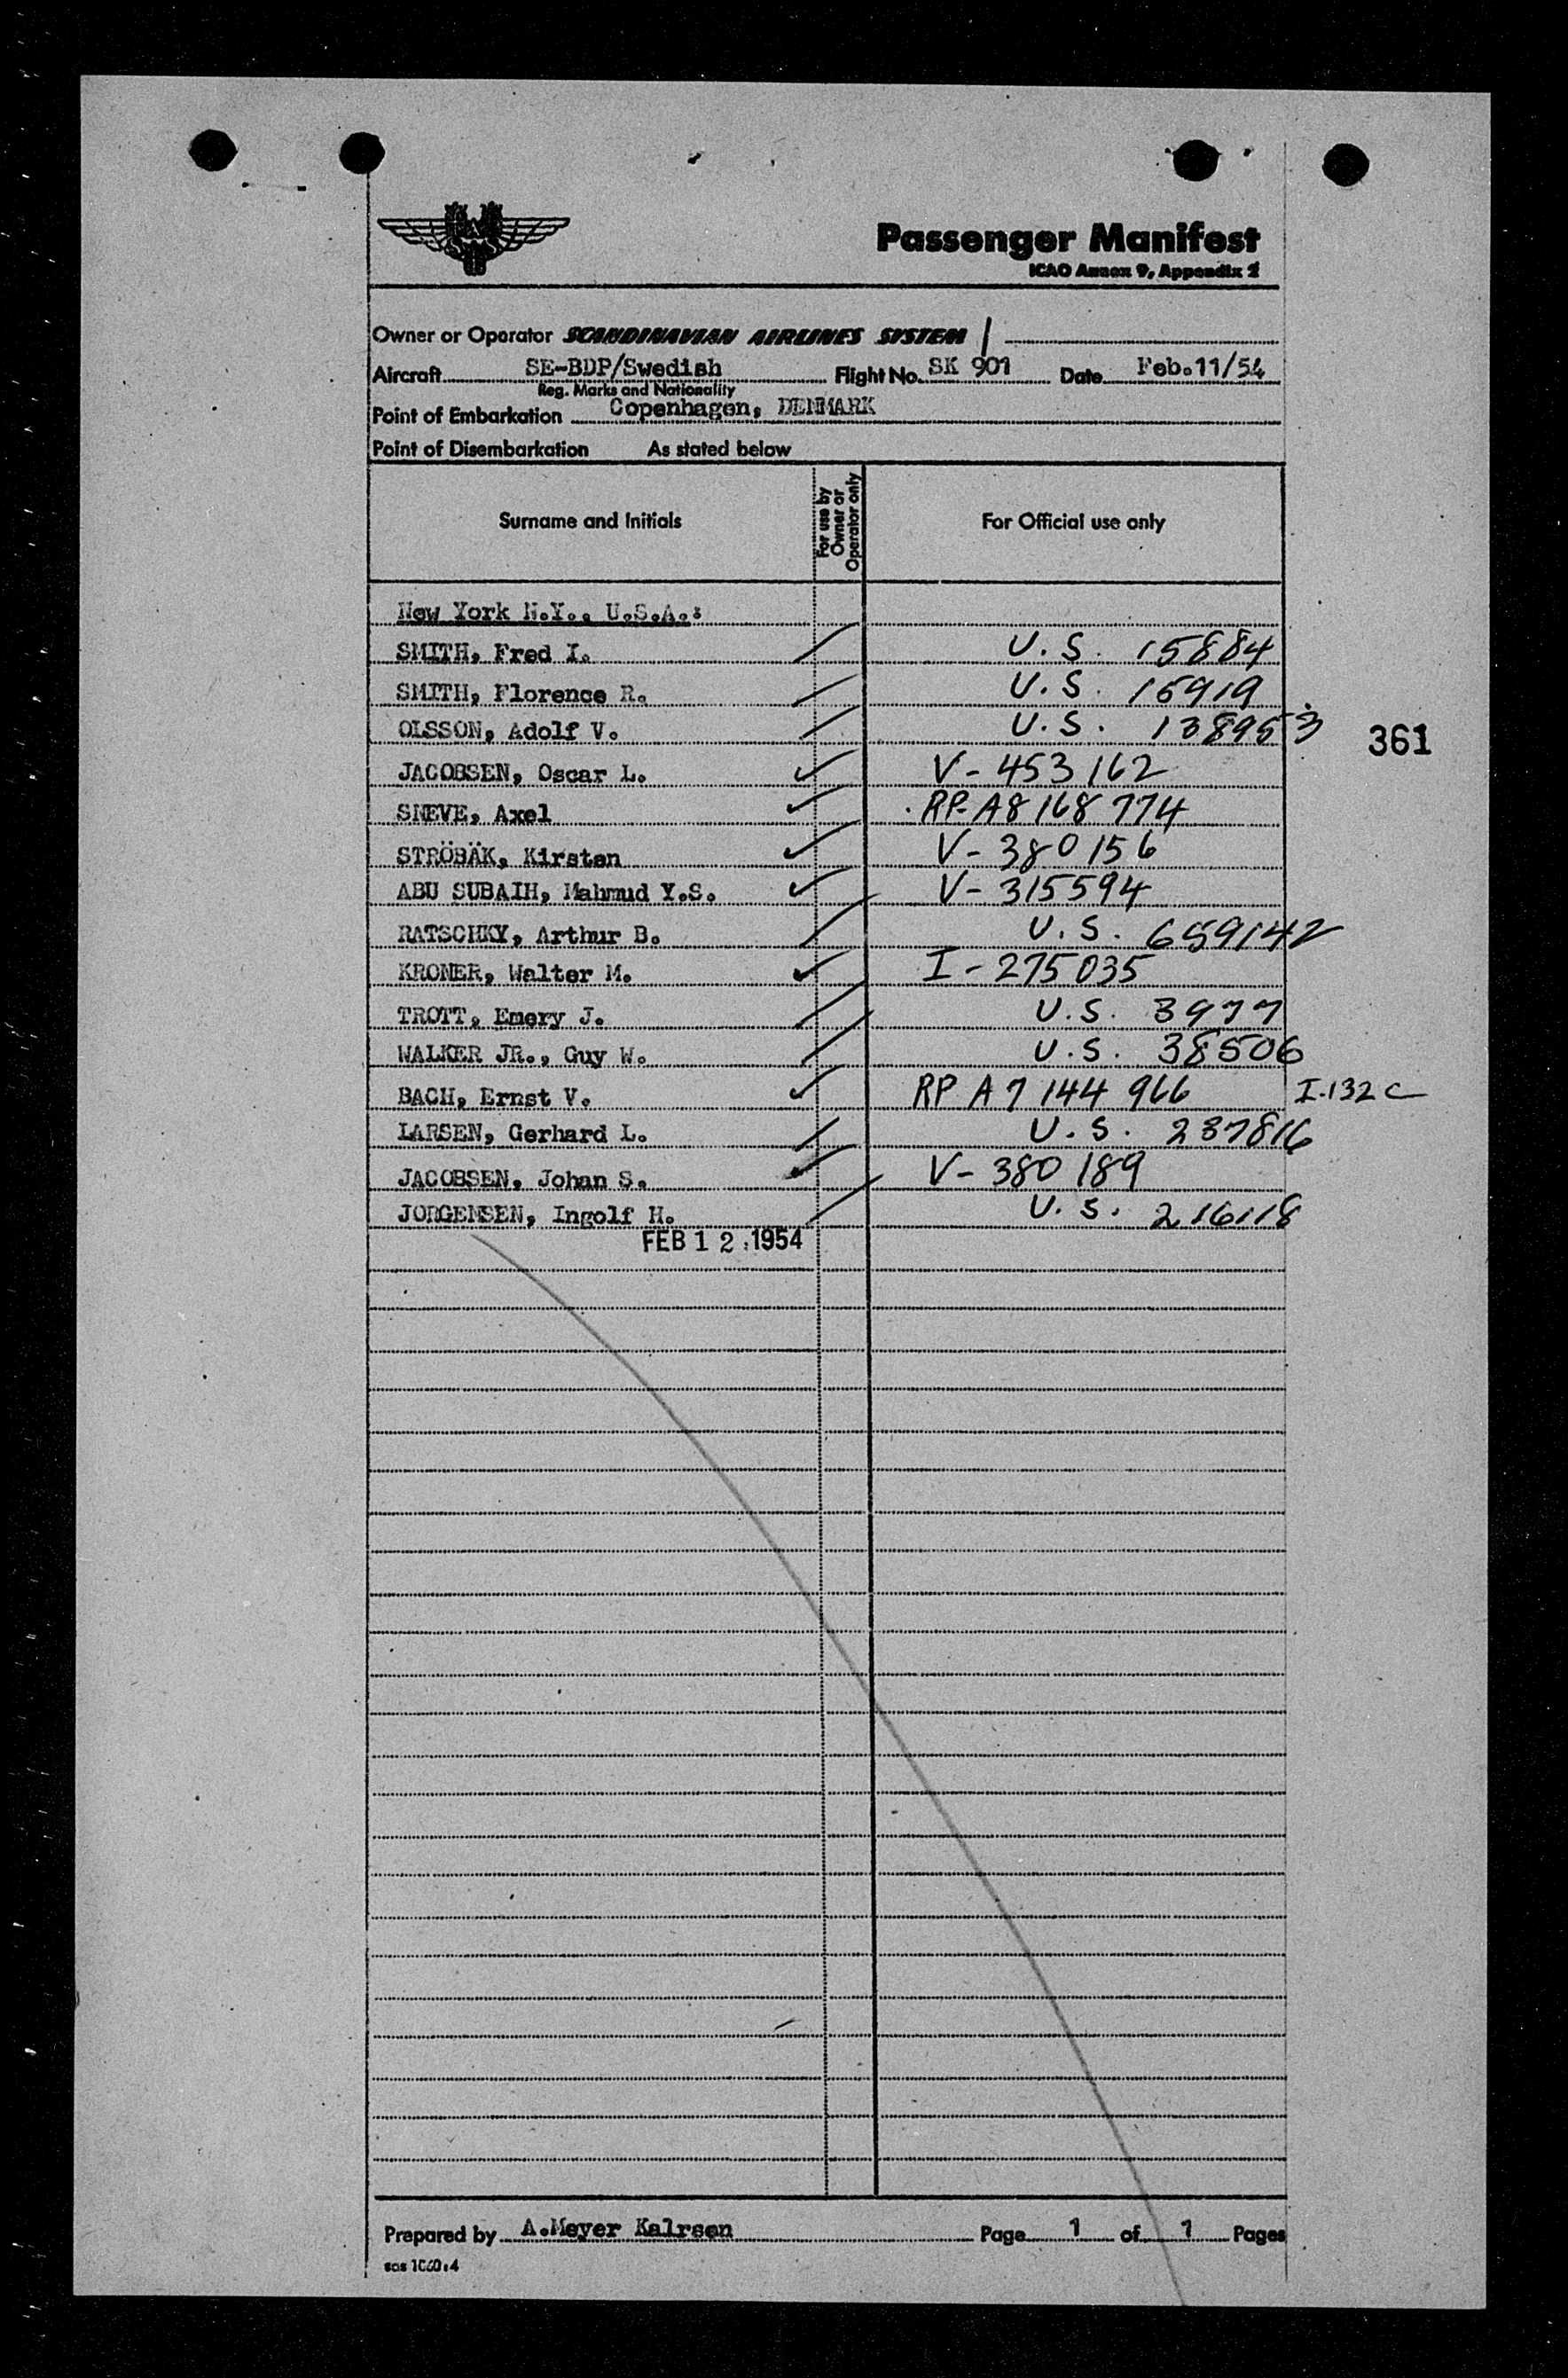 Passenger Manifest
ICAO Annex 9, Appendix 2
Owner or Operator SCANDINAVIAN AIRLINES SYSTEM
Aircraft SE-BDP/Swedish Flight No. SK 901 Date Feb.11/54
Reg. Marks and Nationality
Point of Embarkation Copenhagen, DENMARK
Point of Disembarkation As stated below
Surname and Initials
For use by Owner or Operator only
For Official use only
New York N.Y., U.S.A.:
SMITH, Fred I. U.S. 15884
SMITH, Florence R. U.S. 15919
OLSSON, Adolf V. U.S. 138953
361
JACOBSEN, Oscar L. V-453162
SNEVE, Axel RP-A8168774
STRÖBÄK, Kirsten V-380156
ABU SUBAIH, Mahmud Y.S. V-315594
RATSCHKY, Arthur B. U.S. 659142
KRONER, Walter M. I-275035
TROTT, Emery J. U.S. 3977
WALKER JR., Guy W. U.S. 38506
BACH, Ernst V. RP A7 144 966 I.132 C
LARSEN, Gerhard L. U.S. 237816
JACOBSEN, Johan S. V-380189
JORGENSEN, Ingolf H. U.S. 216118
FEB 12 1954
Prepared by A.Meyer Kalrsen Page 1 of 1 Pages
sas 1060:4